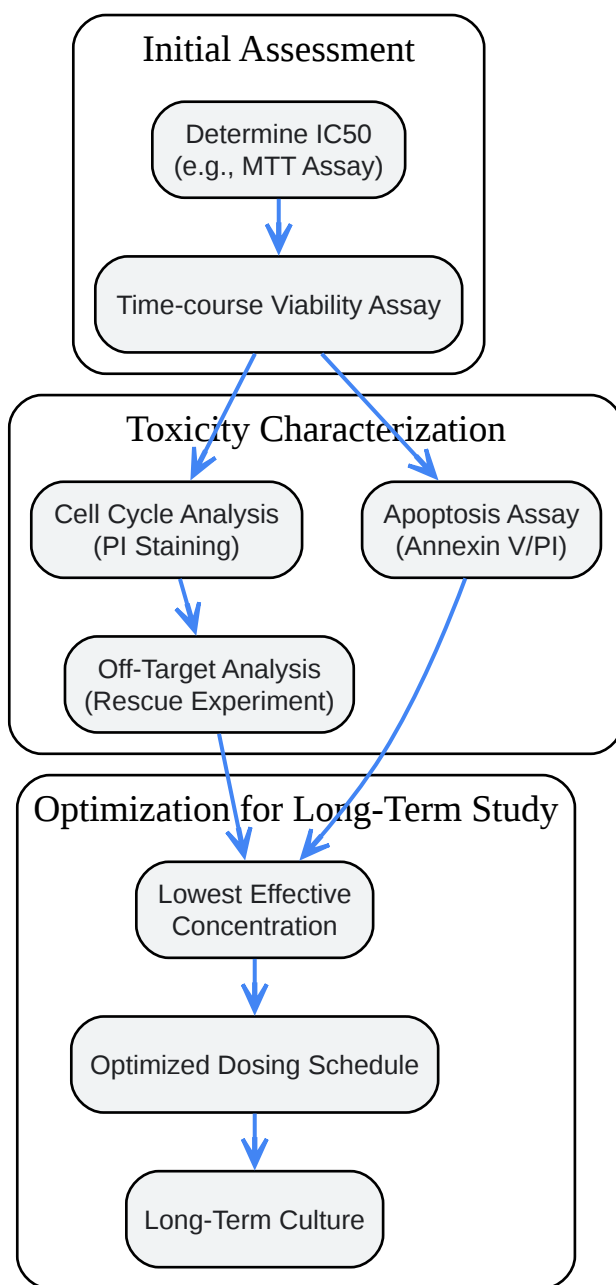 Initial Assessment
Determine IC50
(e.g., MTT Assay)
Time-course Viability Assay
Toxicity Characterization
Cell Cycle Analysis
(PI Staining)
Apoptosis Assay
(Annexin V/PI)
Off-Target Analysis
(Rescue Experiment)
Optimization for Long-Term Study
Lowest Effective
Concentration
Optimized Dosing Schedule
Long-Term Culture